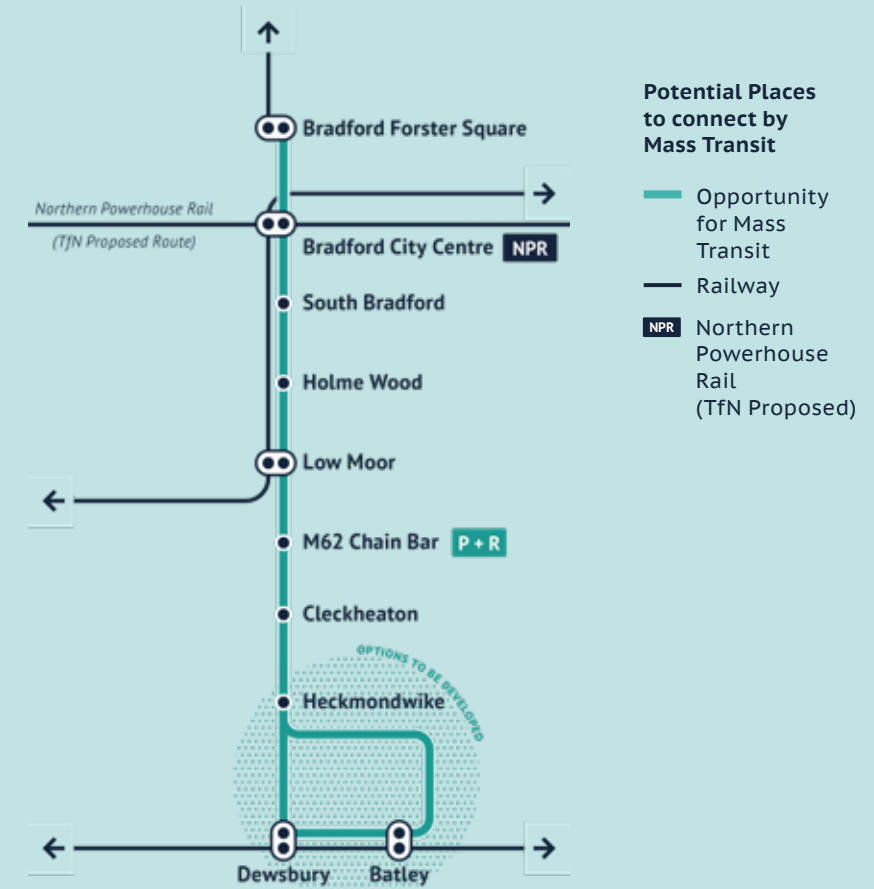 Bradford Forster Square
Northern Powerhouse Rail
(TfN Proposed Route)
Bradford City Centre NPR
South Bradford
Holme Wood
Low Moor
M62 Chain Bar P + R
Cleckheaton
OPTIONS TO BE DEVELOPED
Heckmondwike
Dewsbury Batley
Potential Places
to connect by
Mass Transit
Opportunity
for Mass
Transit
Railway
NPR Northern
Powerhouse
Rail
(TfN Proposed)